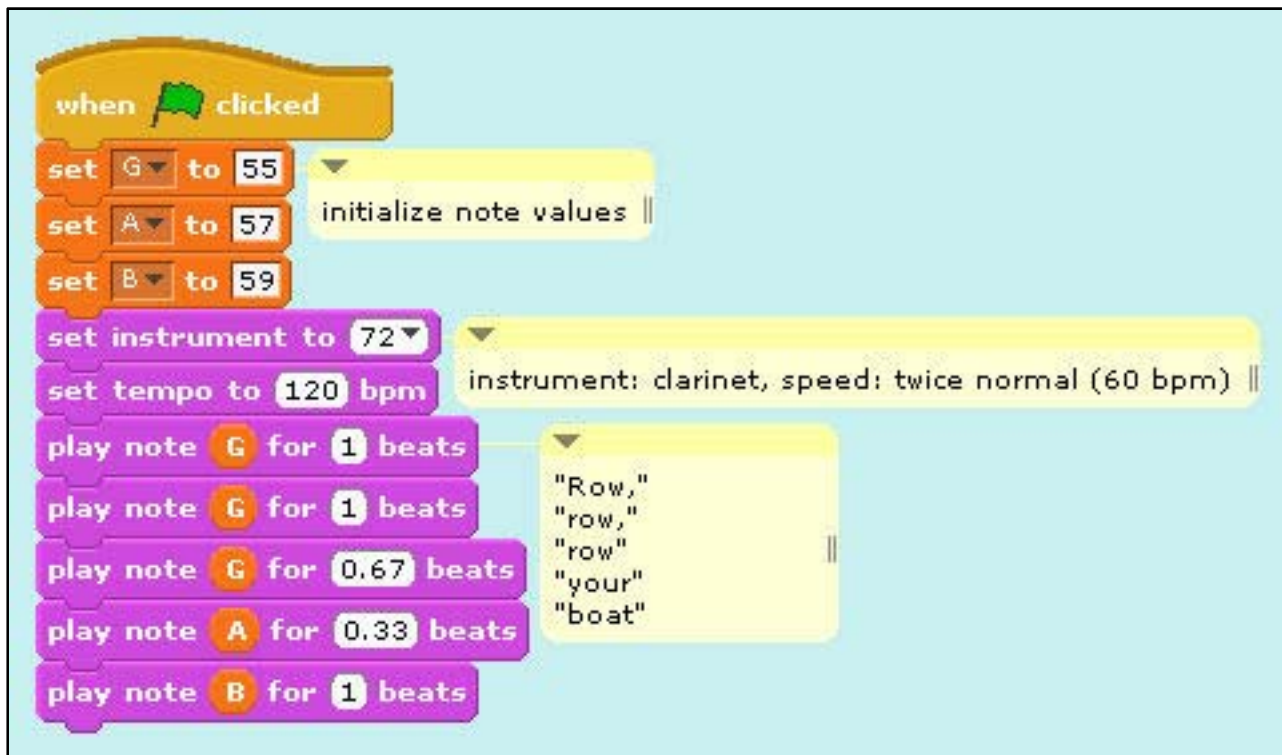 when clicked
set G to 55
initialize note values
set A to 57
set B to 59
set instrument to 72
instrument: clarinet, speed: twice normal (60 bpm)
set tempo to 120 bpm
play note G for 1 beats
play note G for 1 beats
play note G for 0.67 beats
play note A for 0.33 beats
play note B for 1 beats
"Row,"
"row,"
"row"
"your"
"boat"